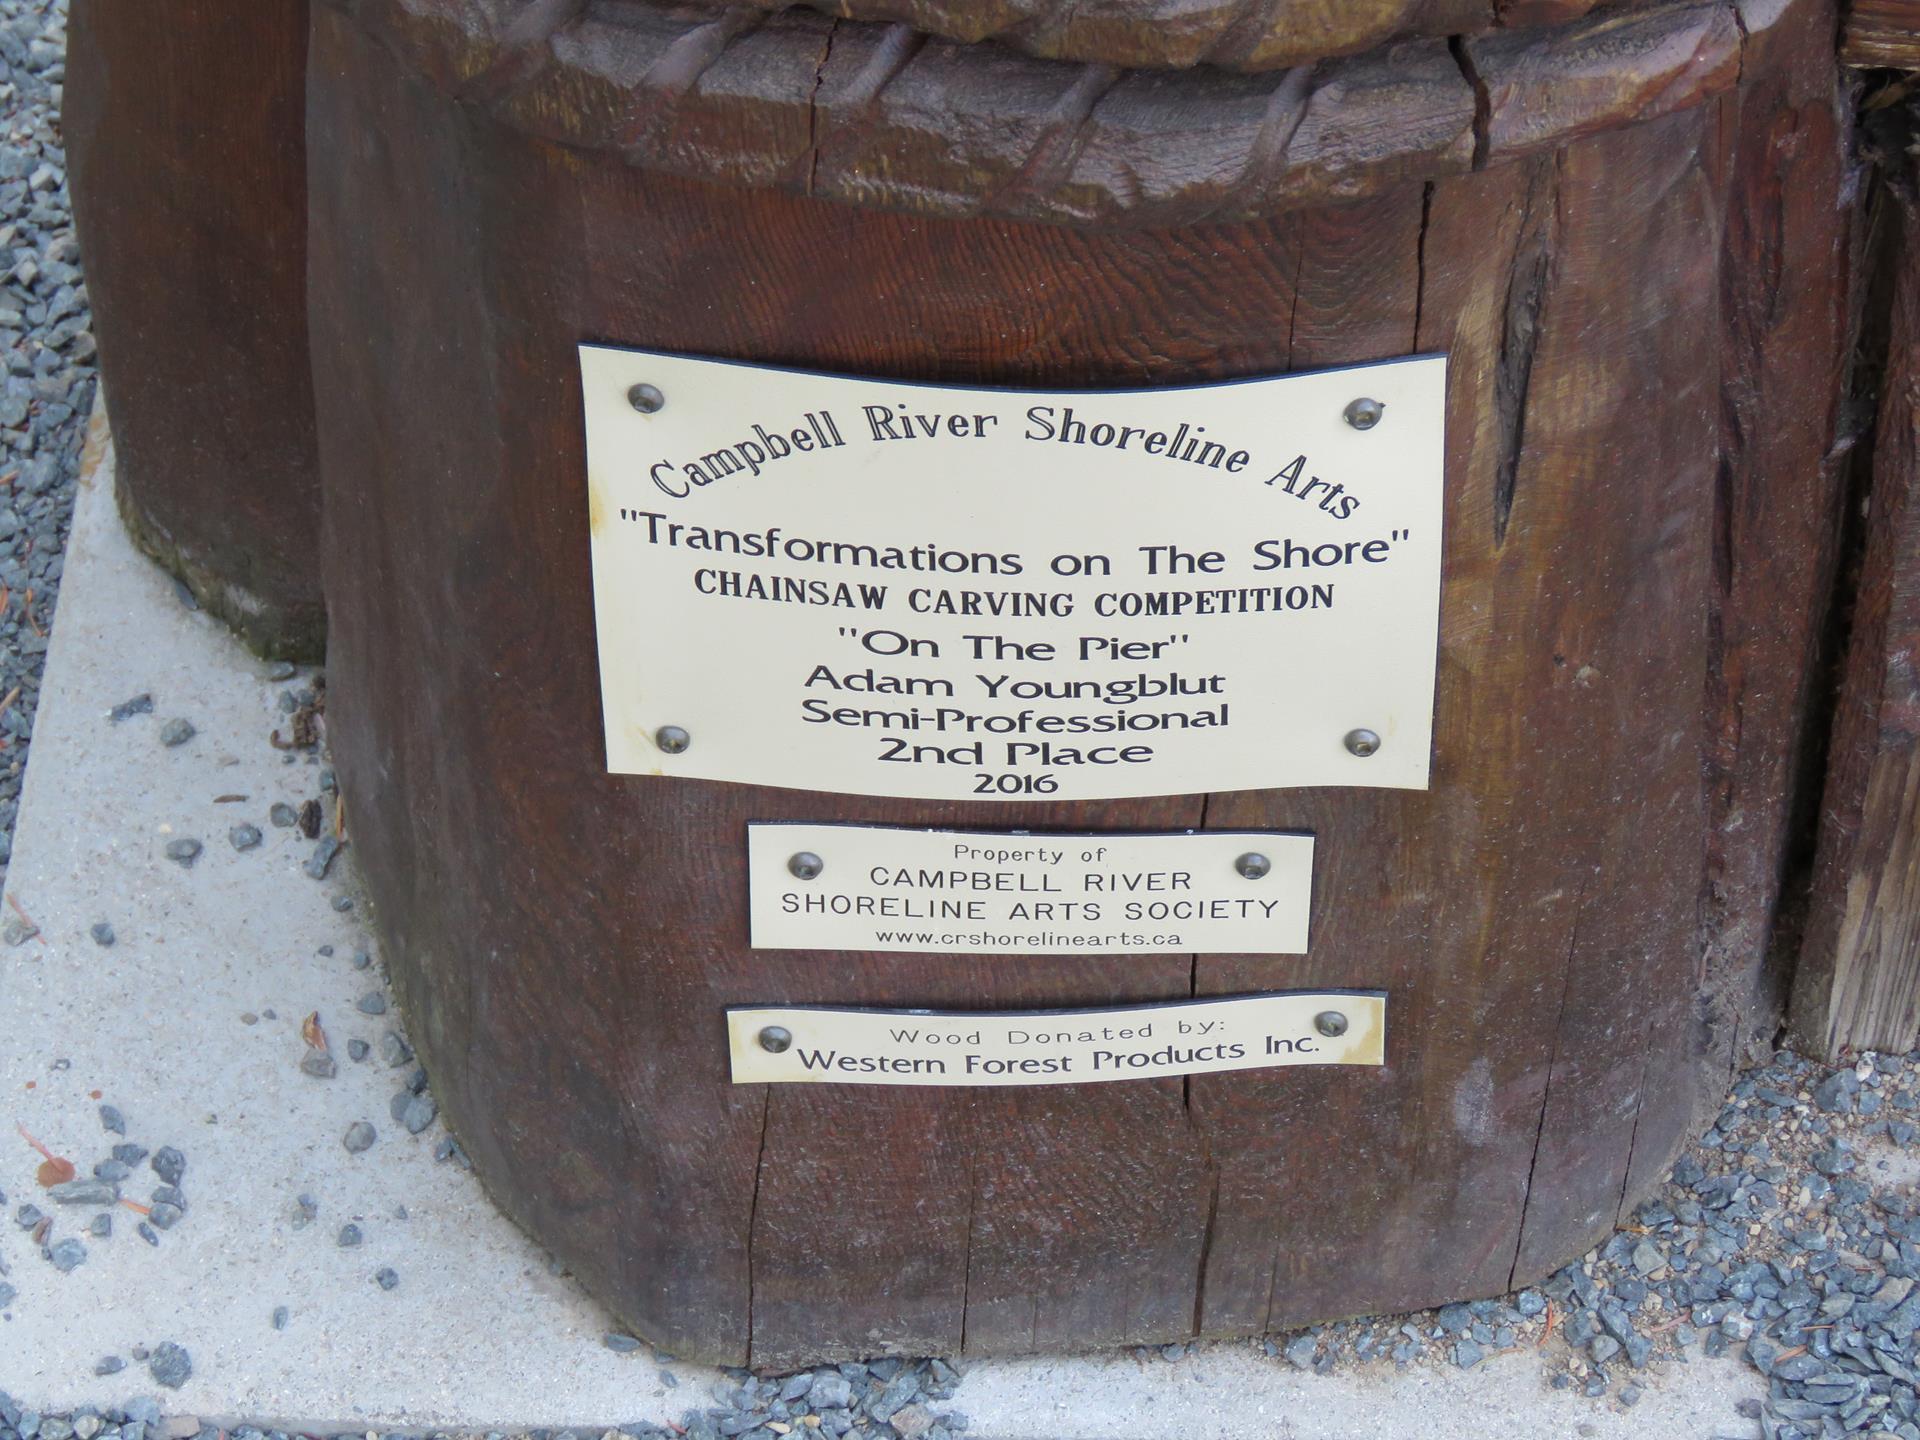 Campbell River Shoreline Arts
"Transformations on The Shore"
CHAINSAW CARVING COMPETITION
"On The Pier"
Adam Youngblut
Semi-Professional
2nd Place
2016
Property of
CAMPBELL RIVER
SHORELINE ARTS SOCIETY
www.crshorelinearts.ca
Wood Donated by:
Western Forest Products Inc.